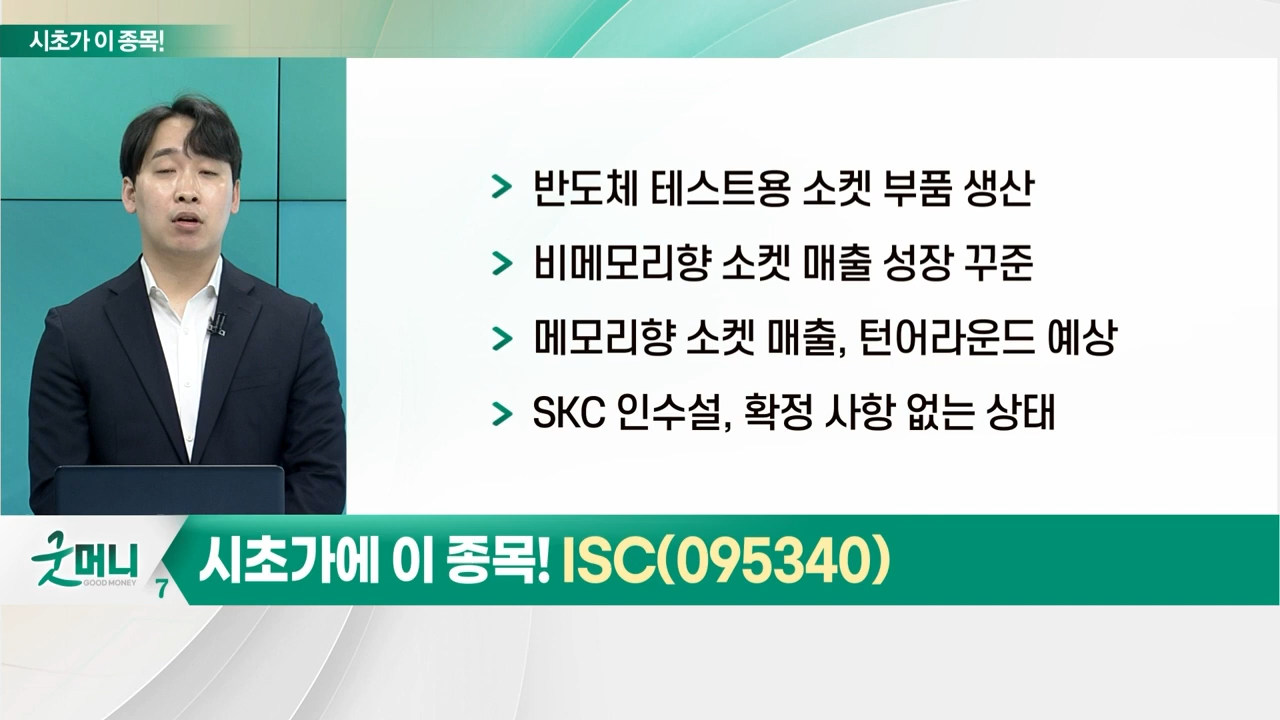 시초가 이 종목!
> 반도체 테스트용 소켓 부품 생산
> 비메모리향 소켓 매출 성장 꾸준
> 메모리향 소켓 매출, 턴어라운드 예상
> SKC 인수설, 확정 사항 없는 상태
굿머니
GOOD MONEY
7
시초가에 이 종목! ISC(095340)